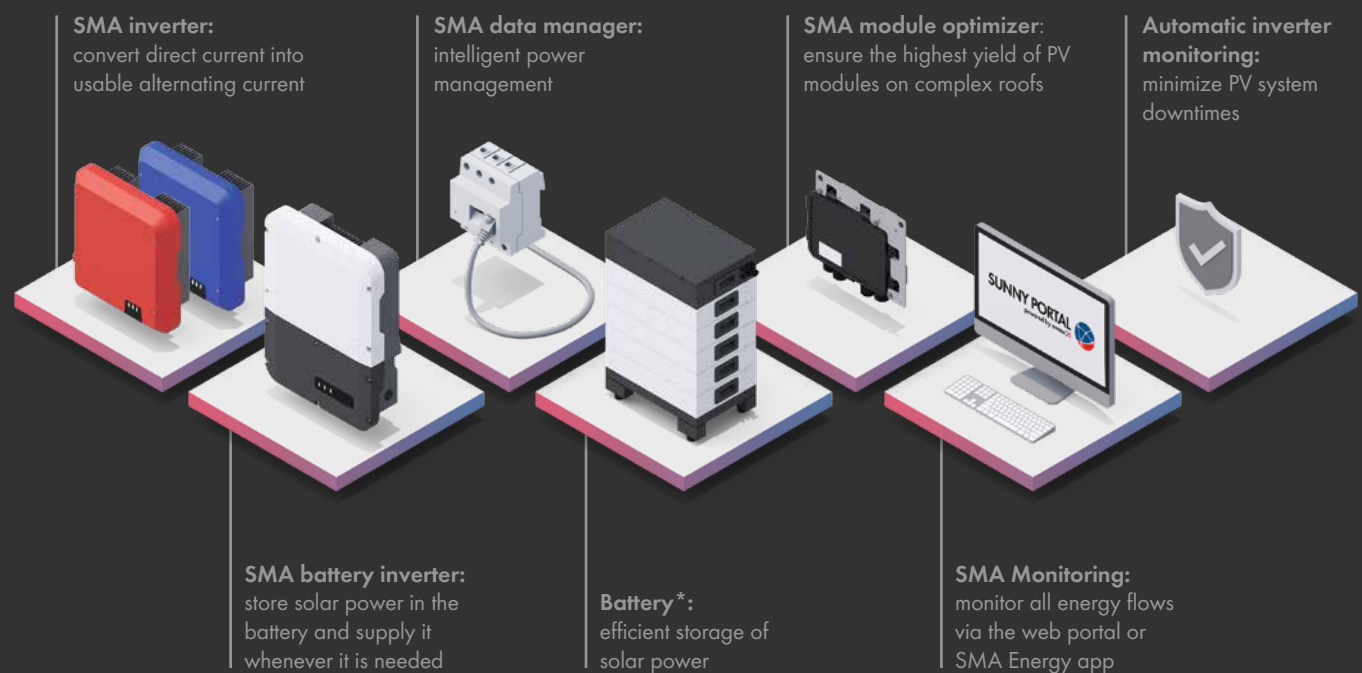 SMA inverter:
convert direct current into
usable alternating current
SMA data manager:
intelligent power
management
SMA module optimizer:
ensure the highest yield of PV
modules on complex roofs
Automatic inverter
monitoring:
minimize PV system
downtimes
SUNNY PORTAL
powered by ennexOS
SMA battery inverter:
store solar power in the
battery and supply it
whenever it is needed
Battery*:
efficient storage of
solar power
SMA Monitoring:
monitor all energy flows
via the web portal or
SMA Energy app